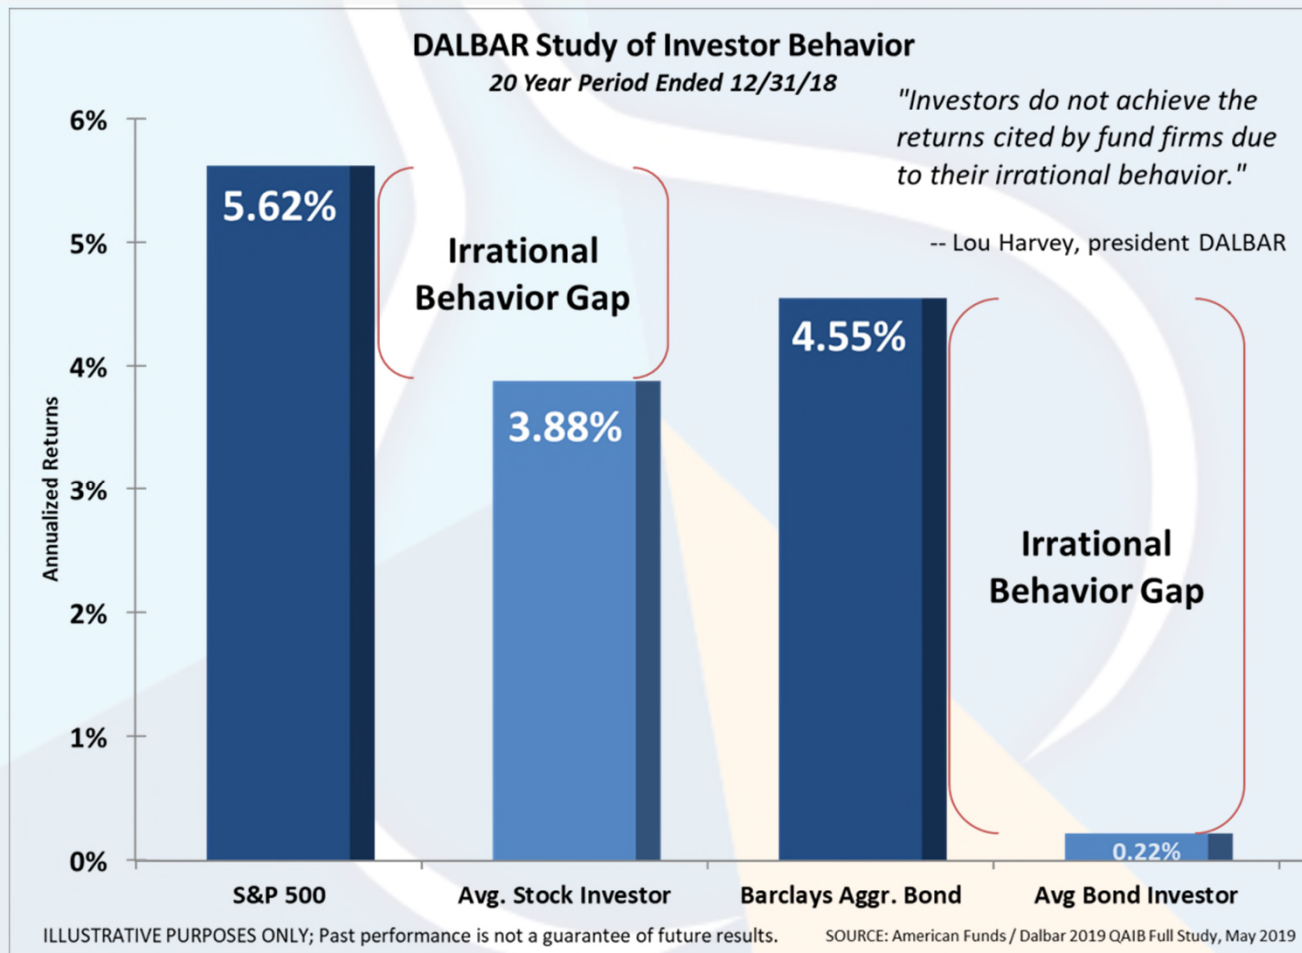 DALBAR Study of Investor Behavior
20 Year Period Ended 12/31/18
"Investors do not achieve the
returns cited by fund firms due
to their irrational behavior."
-- Lou Harvey, president DALBAR
Annualized Returns
6%
5%
4%
3%
2%
1%
0%
5.62%
Irrational
Behavior Gap
3.88%
4.55%
Irrational
Behavior Gap
0.22%
S&P 500
Avg. Stock Investor
Barclays Aggr. Bond
Avg Bond Investor
ILLUSTRATIVE PURPOSES ONLY; Past performance is not a guarantee of future results.
SOURCE: American Funds / Dalbar 2019 QAIB Full Study, May 2019